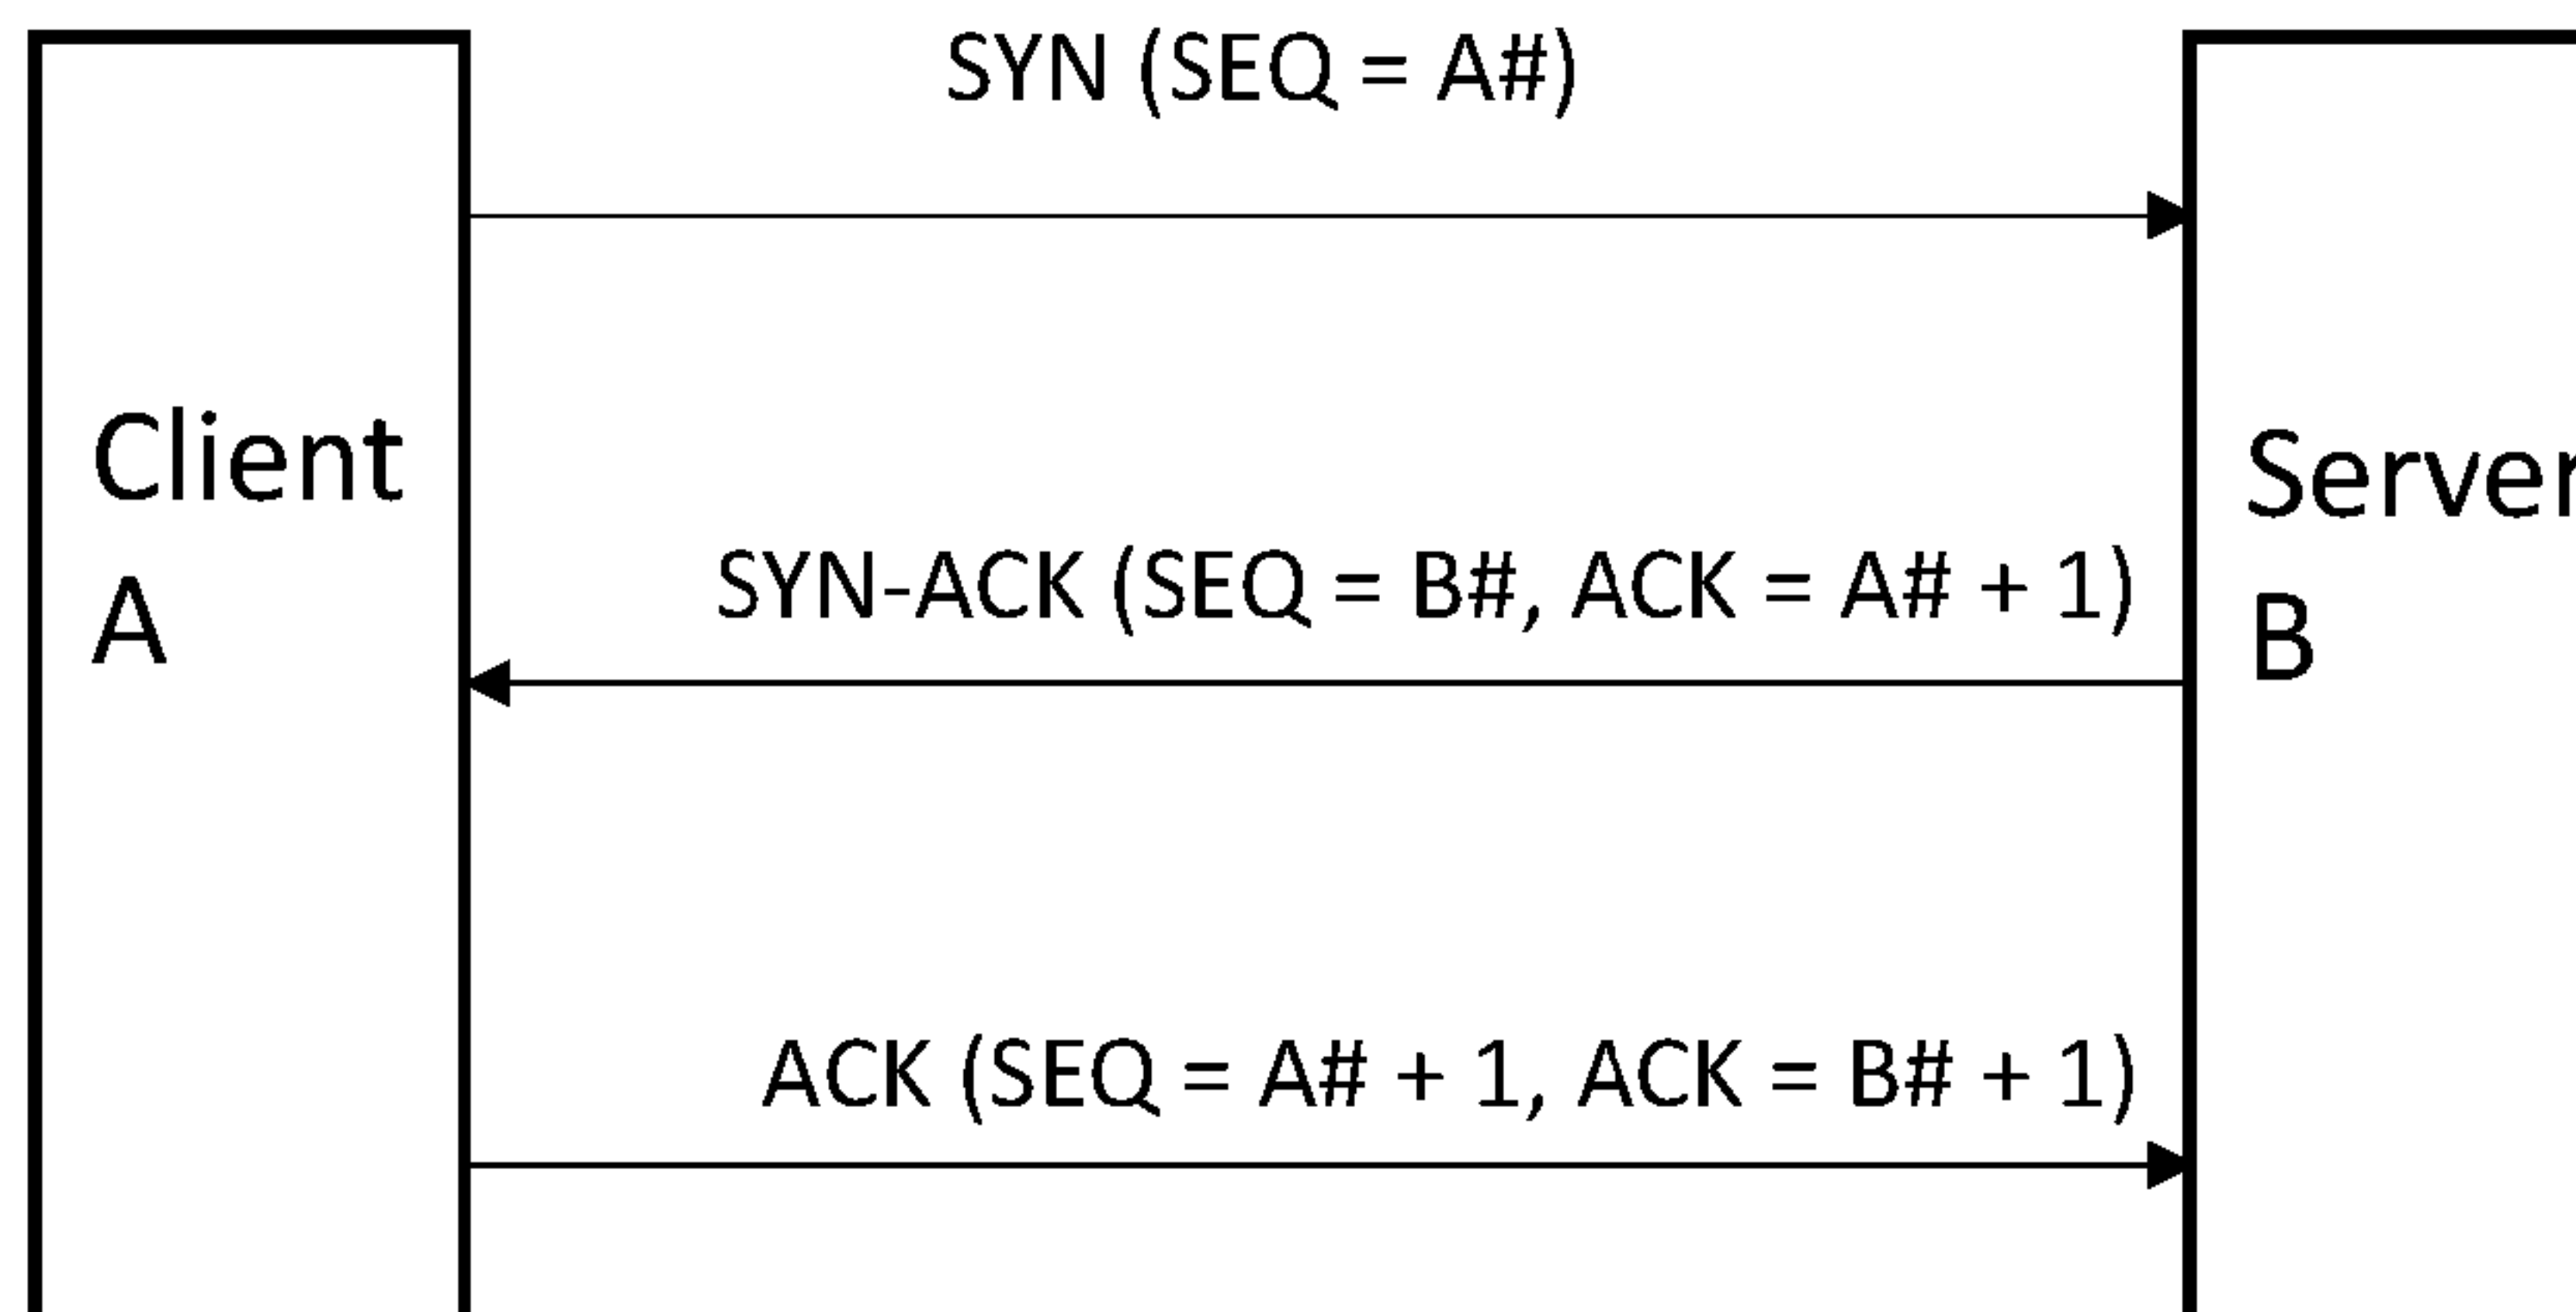 SYN (SEQ = A#)
Client
A
Server
B
SYN-ACK (SEQ = B#, ACK = A# + 1)
ACK (SEQ = A# + 1, ACK = B# + 1)